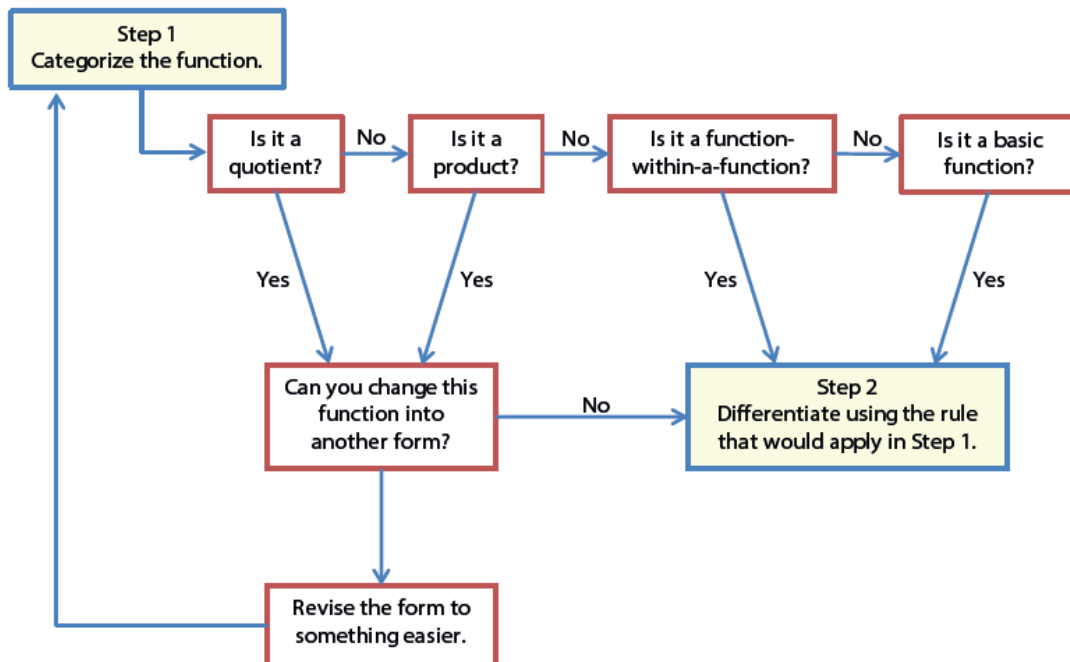 Step 1
Categorize the function.
Is it a
quotient?
No
Is it a
product?
No
Is it a function-
within-a-function?
No
Is it a basic
function?
Yes
Yes
Yes
Yes
Can you change this
function into
another form?
No
Step 2
Differentiate using the rule
that would apply in Step 1.
Revise the form to
something easier.